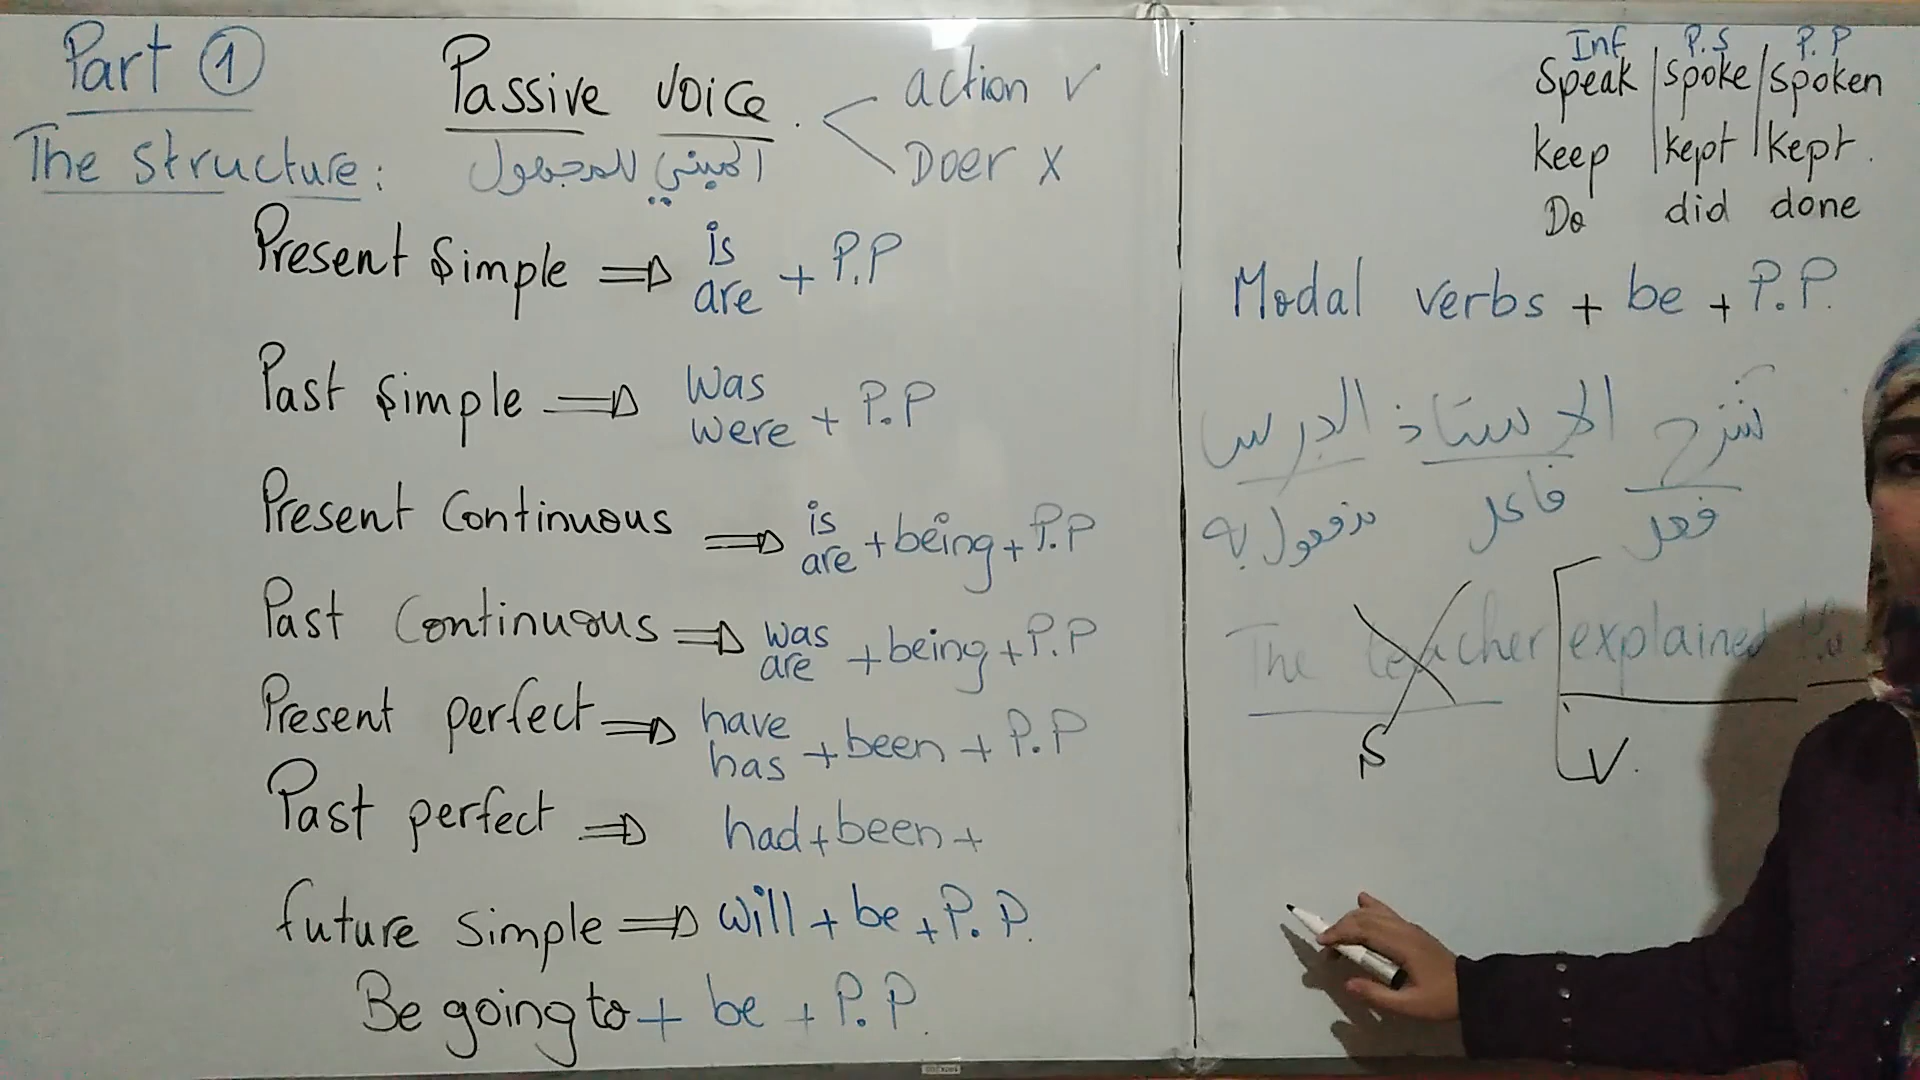 Part ①
The structure:
Passive voice.
المبني للمجهول
action ✓
Doer X
Present Simple ⇒ is are + P.P
Past Simple ⇒ was were + P.P
Present Continuous ⇒ is are + being + P.P
Past Continuous ⇒ was are + being + P.P
Present perfect ⇒ have has + been + P.P
Past perfect ⇒ had + been +
future simple ⇒ will + be + P.P.
Be going to + be + P.P.
Inf P.S P.P
Speak spoke spoken
keep kept kept.
Do did done
Modal verbs + be + P.P.
شرح الاستاذ الدرس
فعل فاعل مفعول به
The teacher explained
S V.